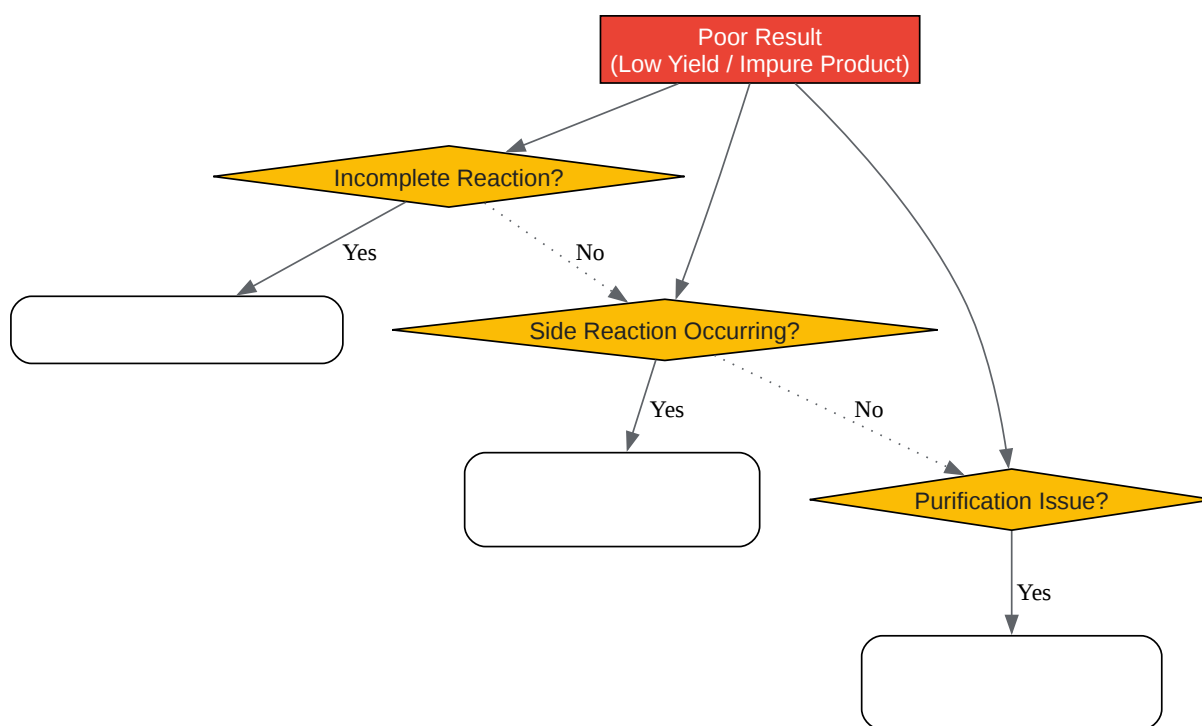 Poor Result
(Low Yield / Impure Product)
Incomplete Reaction?
Yes
No
Side Reaction Occurring?
Yes
No
Purification Issue?
Yes